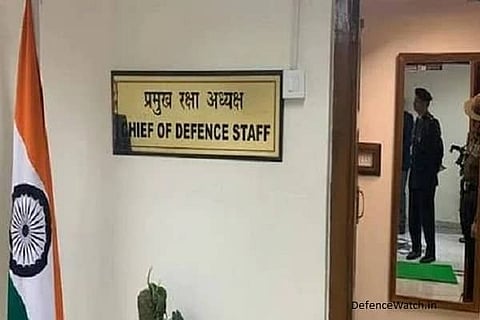 प्रमुख रक्षा अध्यक्ष
CHIEF OF DEFENCE STAFF
DefenceWatch.in